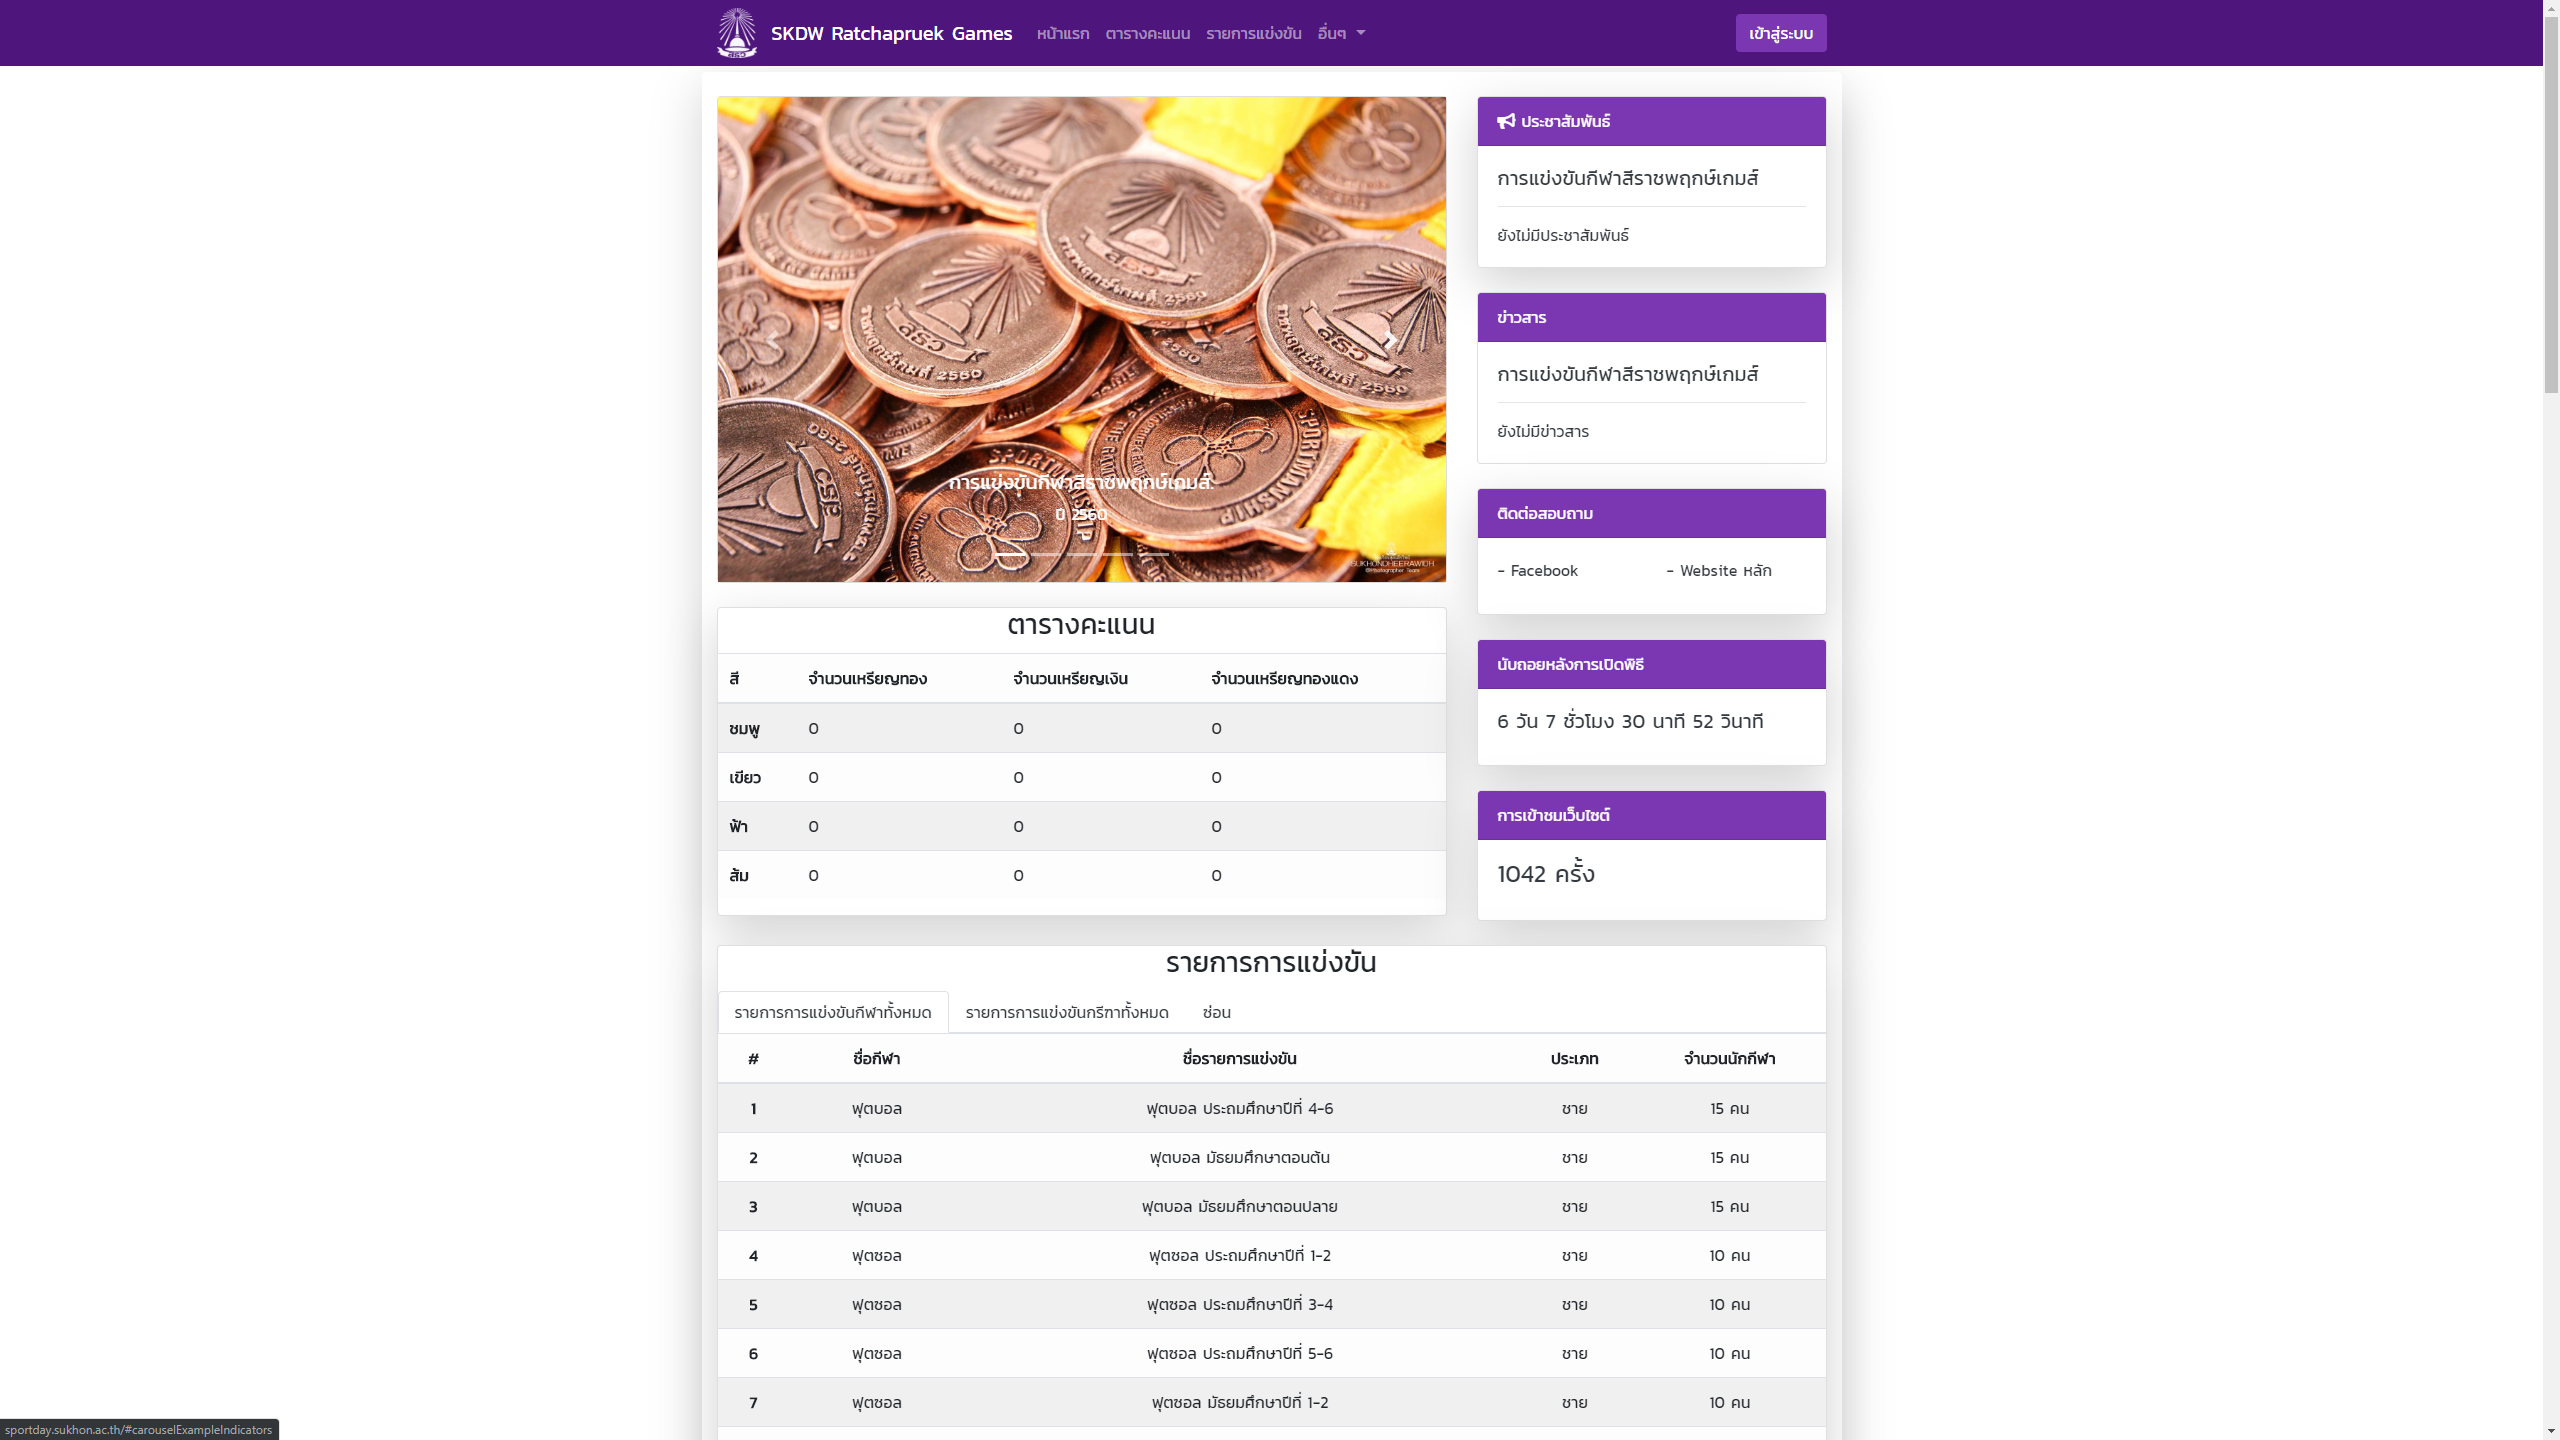 SKDW Ratchapruek Games
หน้าแรก
ตารางคะแนน
รายการแข่งขัน
อื่นๆ
เข้าสู่ระบบ
การแข่งขันกีฬาสีราชพฤกษ์เกมส์.
ปี 2560
ตารางคะแนน
สี จำนวนเหรียญทอง จำนวนเหรียญเงิน จำนวนเหรียญทองแดง
ชมพู 0 0 0
เขียว 0 0 0
ฟ้า 0 0 0
ส้ม 0 0 0
ประชาสัมพันธ์
การแข่งขันกีฬาสีราชพฤกษ์เกมส์
ยังไม่มีประชาสัมพันธ์
ข่าวสาร
การแข่งขันกีฬาสีราชพฤกษ์เกมส์
ยังไม่มีข่าวสาร
ติดต่อสอบถาม
- Facebook - Website หลัก
นับถอยหลังการเปิดพิธี
6 วัน 7 ชั่วโมง 30 นาที 52 วินาที
การเข้าชมเว็บไซต์
1042 ครั้ง
รายการการแข่งขัน
รายการการแข่งขันกีฬาทั้งหมด รายการการแข่งขันกรีฑาทั้งหมด ซ่อน
# ชื่อกีฬา ชื่อรายการแข่งขัน ประเภท จำนวนนักกีฬา
1 ฟุตบอล ฟุตบอล ประถมศึกษาปีที่ 4-6 ชาย 15 คน
2 ฟุตบอล ฟุตบอล มัธยมศึกษาตอนต้น ชาย 15 คน
3 ฟุตบอล ฟุตบอล มัธยมศึกษาตอนปลาย ชาย 15 คน
4 ฟุตซอล ฟุตซอล ประถมศึกษาปีที่ 1-2 ชาย 10 คน
5 ฟุตซอล ฟุตซอล ประถมศึกษาปีที่ 3-4 ชาย 10 คน
6 ฟุตซอล ฟุตซอล ประถมศึกษาปีที่ 5-6 ชาย 10 คน
7 ฟุตซอล ฟุตซอล มัธยมศึกษาปีที่ 1-2 ชาย 10 คน
sportday.sukhon.ac.th/#carouselExampleIndicators